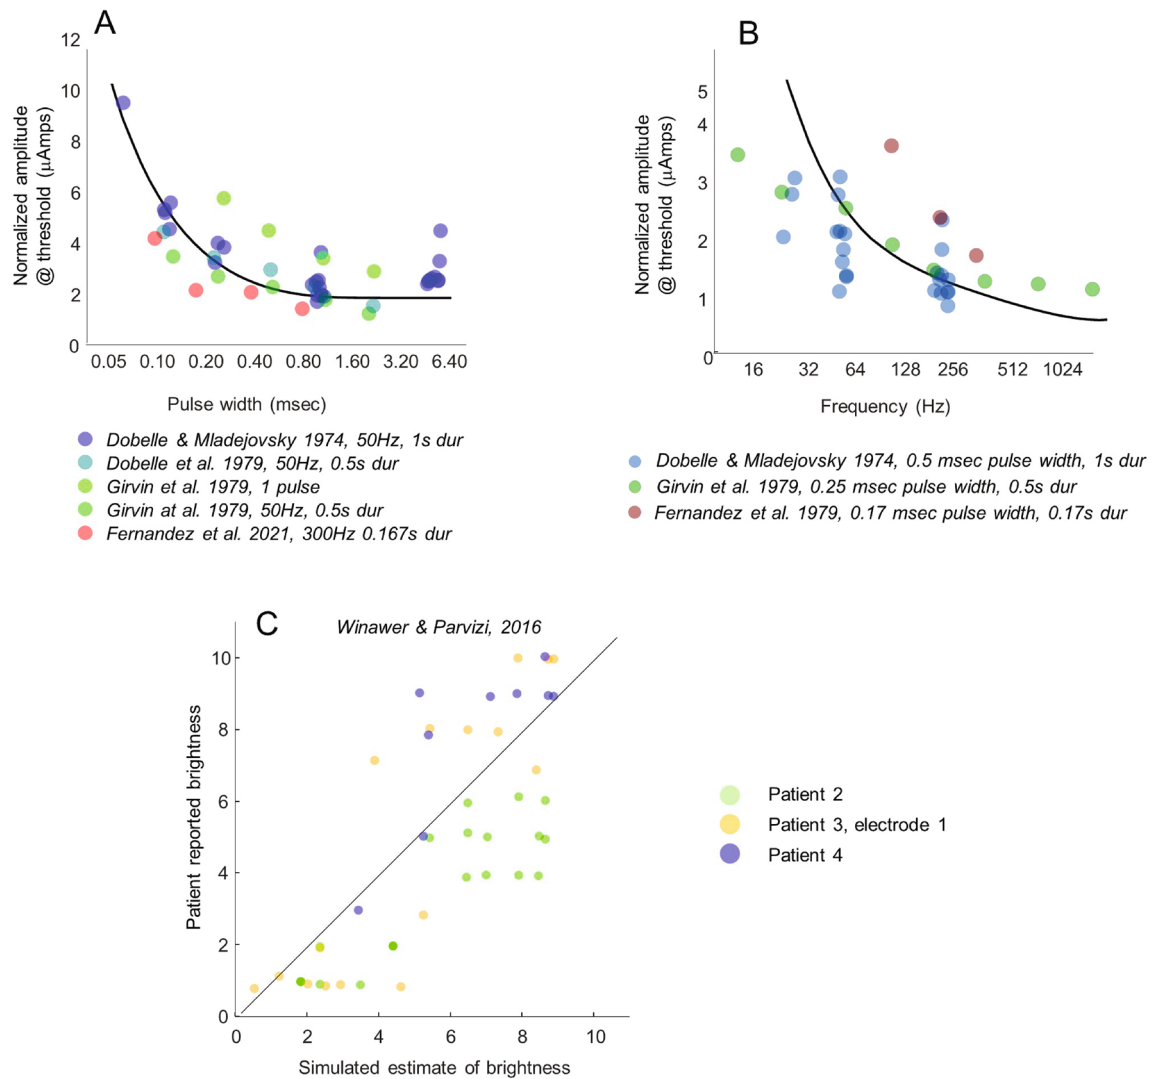 A
12
10
8
6
4
2
0
Normalized amplitude
@ threshold (μAmps)
0.05 0.10 0.20 0.40 0.80 1.60 3.20 6.40
Pulse width (msec)
Dobelle & Mladejovsky 1974, 50Hz, 1s dur
Dobelle et al. 1979, 50Hz, 0.5s dur
Girvin et al. 1979, 1 pulse
Girvin at al. 1979, 50Hz, 0.5s dur
Fernandez et al. 2021, 300Hz 0.167s dur
B
5
4
3
2
1
0
Normalized amplitude
@ threshold (μAmps)
16 32 64 128 256 512 1024
Frequency (Hz)
Dobelle & Mladejovsky 1974, 0.5 msec pulse width, 1s dur
Girvin et al. 1979, 0.25 msec pulse width, 0.5s dur
Fernandez et al. 1979, 0.17 msec pulse width, 0.17s dur
C
Winawer & Parvizi, 2016
10
8
6
4
2
0
Patient reported brightness
0 2 4 6 8 10
Simulated estimate of brightness
Patient 2
Patient 3, electrode 1
Patient 4